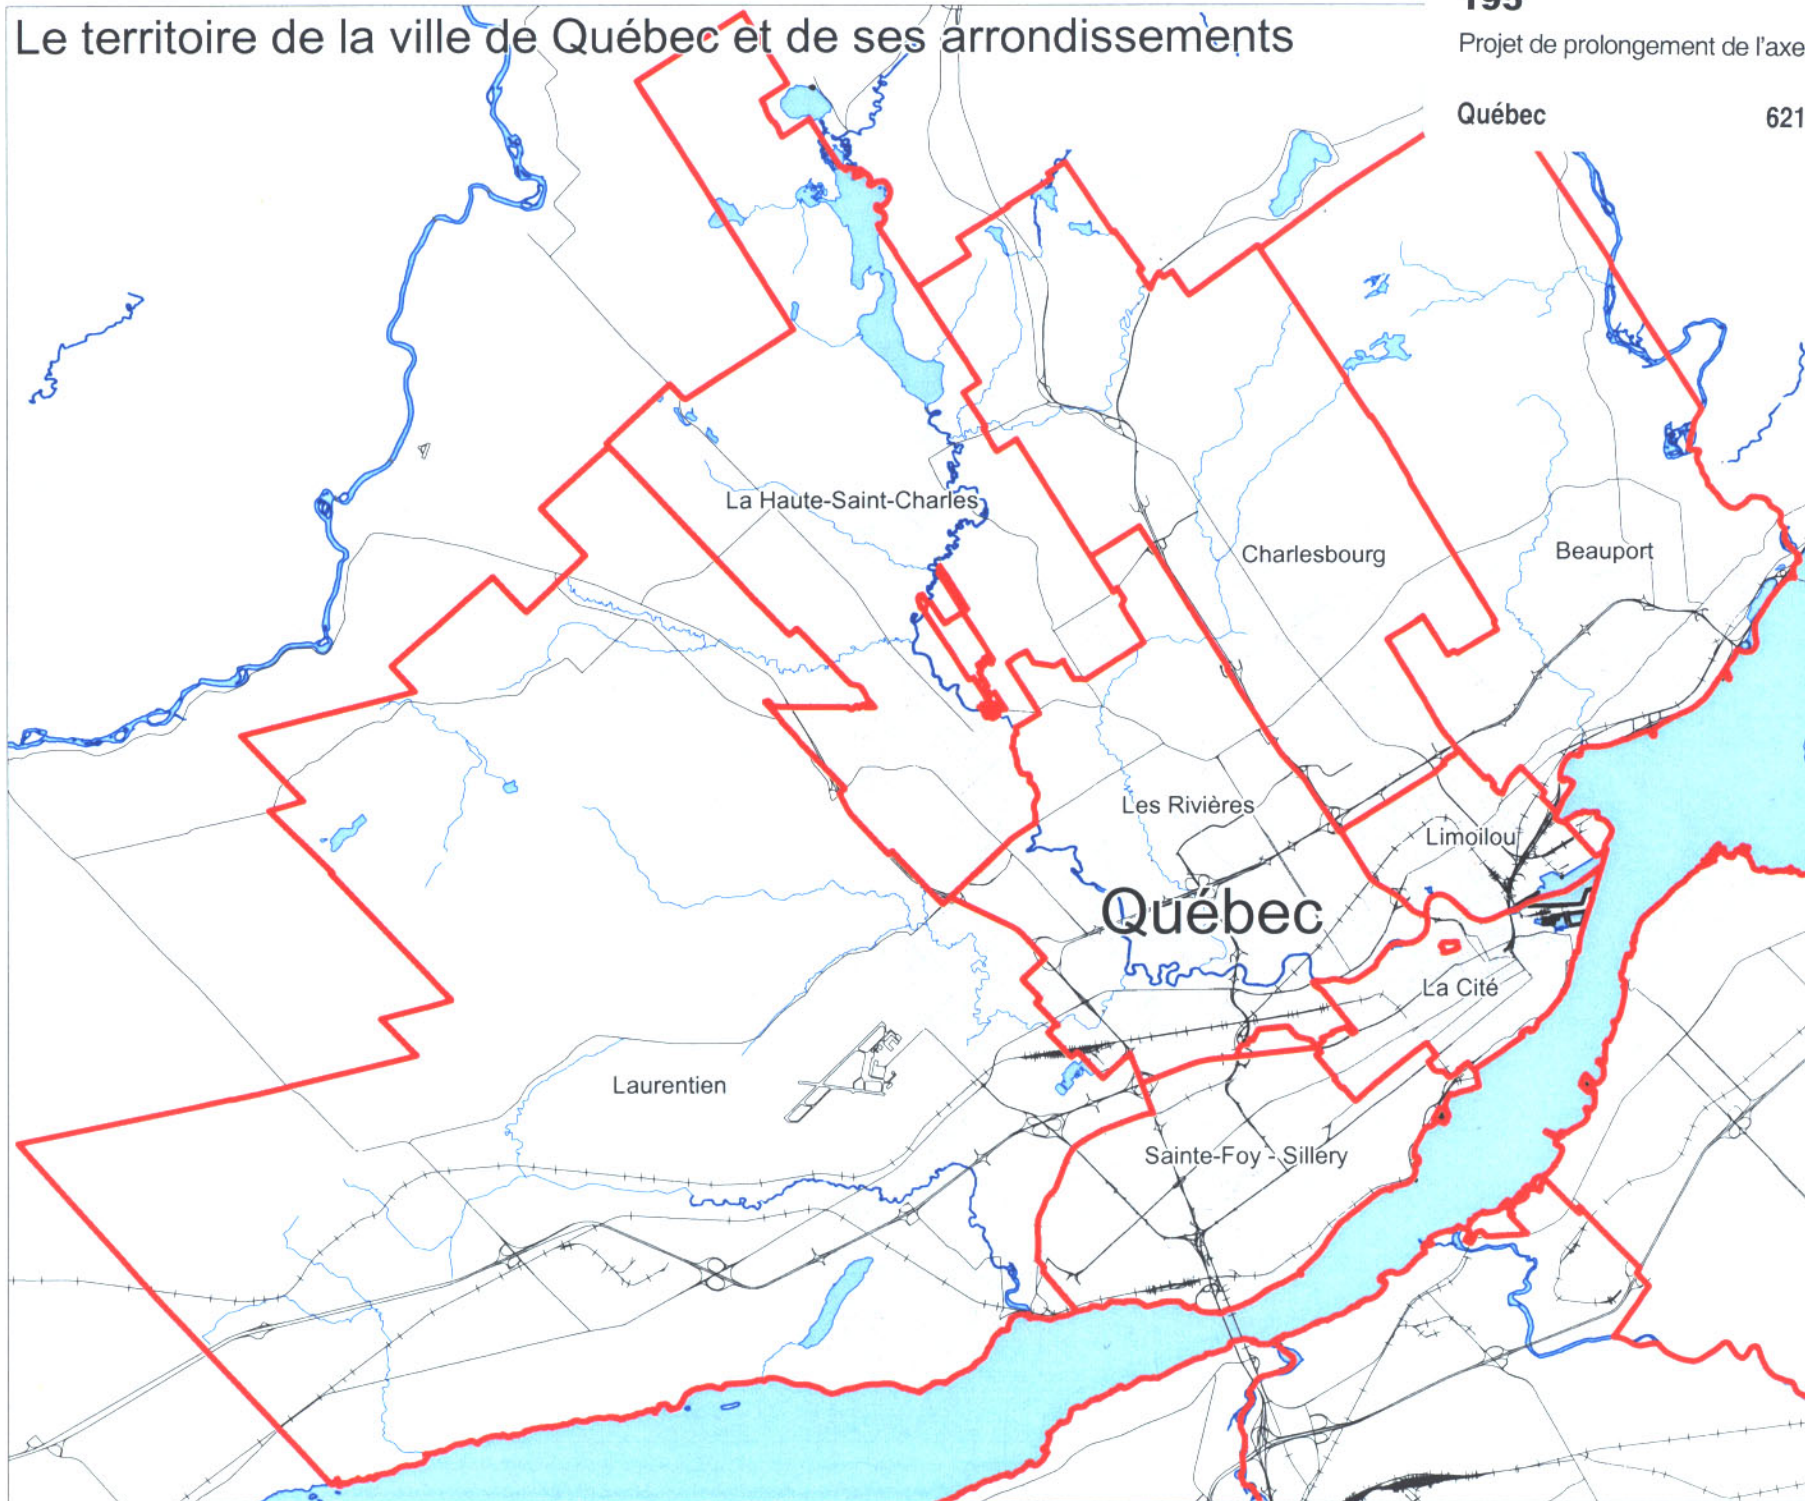 Le territoire de la ville de Québec et de ses arrondissements
195
Projet de prolongement de l'axe
Québec 621
La Haute-Saint-Charles
Charlesbourg
Beauport
Les Rivières
Limoilou
Québec
La Cité
Laurentien
Sainte-Foy - Sillery